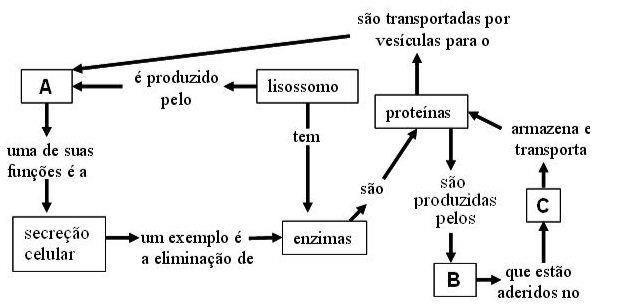 são transportadas por
vesículas para o
A
é produzido
pelo
lisossomo
proteínas
armazena e
transporta
tem
uma de suas
funções é a
são
são
produzidas
pelos
C
secreção
celular
um exemplo é
a eliminação de
enzimas
B
que estão
aderidos no